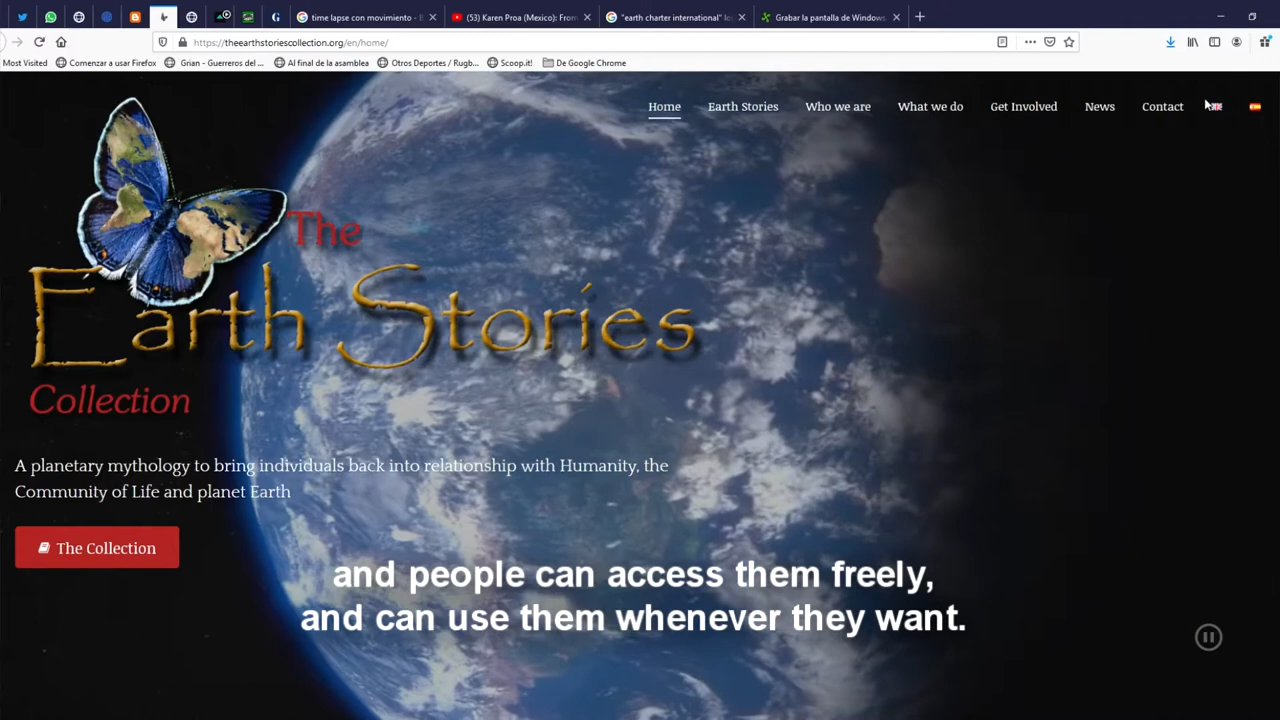 time lapse con movimiento - B
(53) Karen Proa (Mexico): From
"earth charter international" lo
Grabar la pantalla de Windows
https://theearthstoriescollection.org/en/home/
Most Visited
Comenzar a usar Firefox
Grian - Guerreros del ...
Al final de la asamblea
Otros Deportes / Rugb...
Scoop.it!
De Google Chrome
Home
Earth Stories
Who we are
What we do
Get Involved
News
Contact
The
Earth Stories
Collection
A planetary mythology to bring individuals back into relationship with Humanity, the
Community of Life and planet Earth
The Collection
and people can access them freely,
and can use them whenever they want.